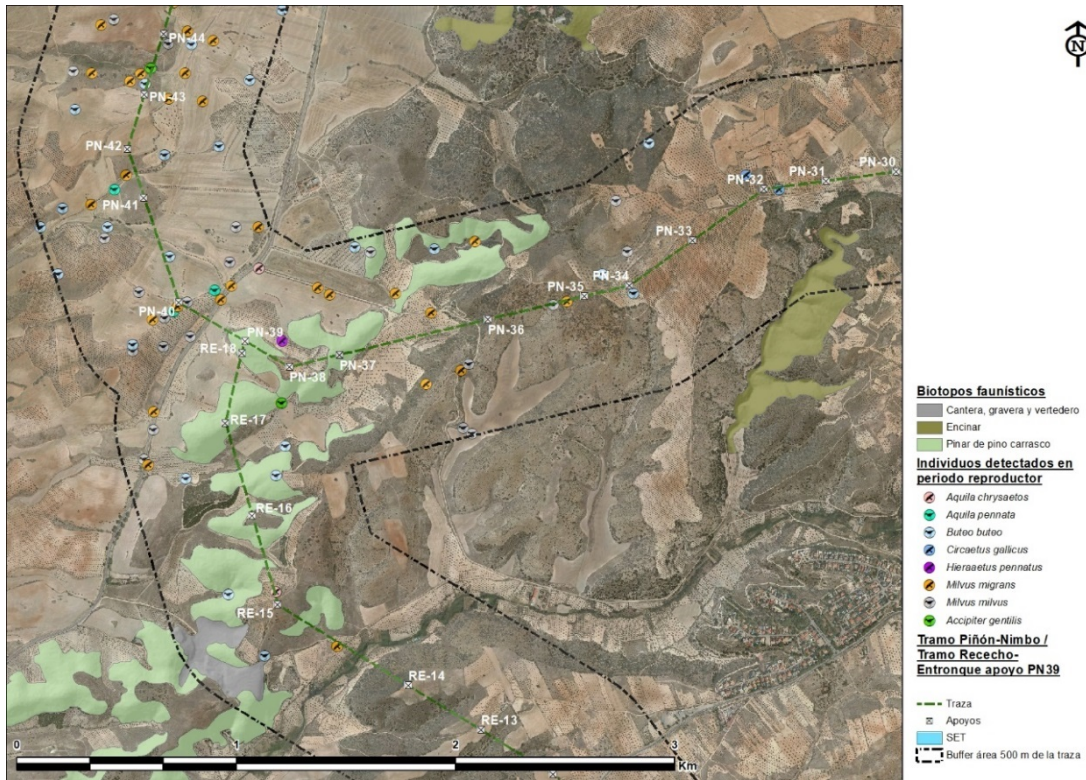 N
PN-44
PN-43
PN-42
PN-41
PN-40
PN-39
RE-18
PN-38
PN-37
PN-36
PN-35
PN-34
PN-33
PN-32
PN-31
PN-30
RE-17
RE-16
RE-15
RE-14
RE-13
0
1
2
3
Km
Biotopos faunísticos
Cantera, gravera y vertedero
Encinar
Pinar de pino carrasco
Individuos detectados en
periodo reproductor
Aquila chrysaetos
Aquila pennata
Buteo buteo
Circaetus gallicus
Hieraaetus pennatus
Milvus migrans
Milvus milvus
Accipiter gentilis
Tramo Piñón-Nimbo /
Tramo Rececho-
Entronque apoyo PN39
Traza
Apoyos
SET
Buffer área 500 m de la traza